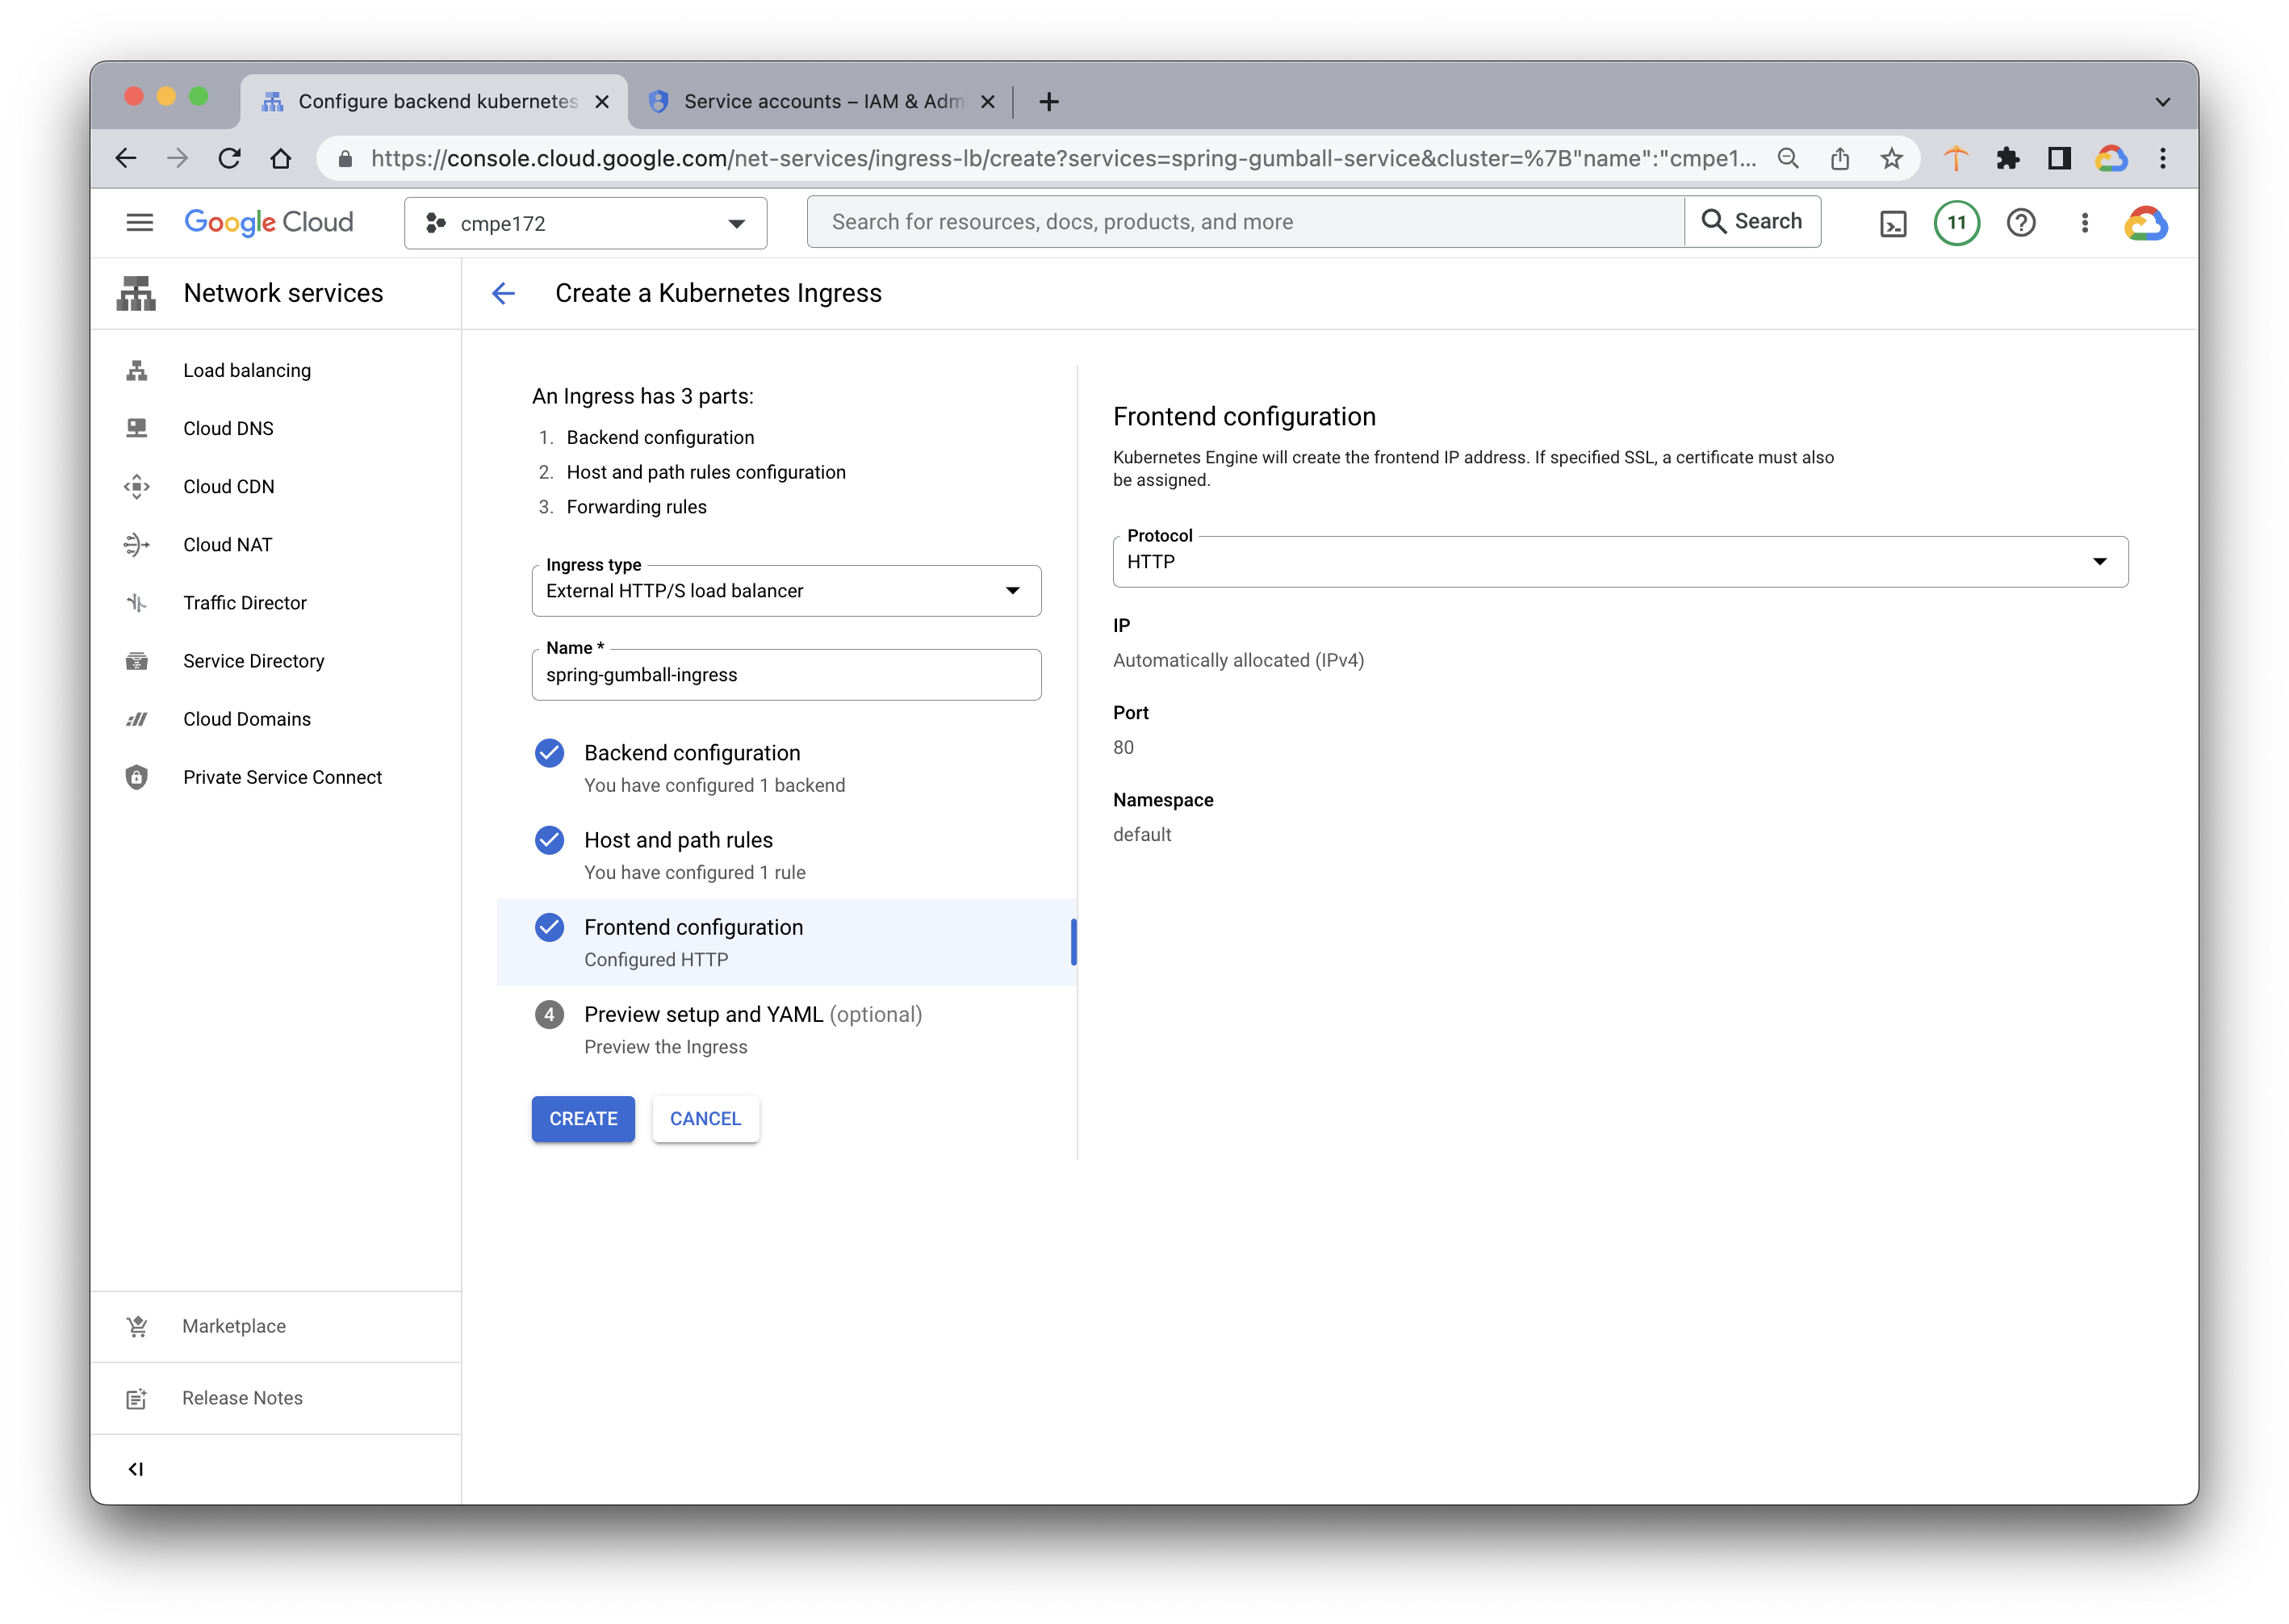 Configure backend kubernetes
Service accounts – IAM & Adm
https://console.cloud.google.com/net-services/ingress-lb/create?services=spring-gumball-service&cluster=%7B"name":"cmpe1...
Google Cloud
cmpe172
Search for resources, docs, products, and more
Search
11
Network services
Create a Kubernetes Ingress
Load balancing
Cloud DNS
Cloud CDN
Cloud NAT
Traffic Director
Service Directory
Cloud Domains
Private Service Connect
Marketplace
Release Notes
An Ingress has 3 parts:
1. Backend configuration
2. Host and path rules configuration
3. Forwarding rules
Ingress type
External HTTP/S load balancer
Name *
spring-gumball-ingress
Backend configuration
You have configured 1 backend
Host and path rules
You have configured 1 rule
Frontend configuration
Configured HTTP
4 Preview setup and YAML (optional)
Preview the Ingress
CREATE
CANCEL
Frontend configuration
Kubernetes Engine will create the frontend IP address. If specified SSL, a certificate must also
be assigned.
Protocol
HTTP
IP
Automatically allocated (IPv4)
Port
80
Namespace
default